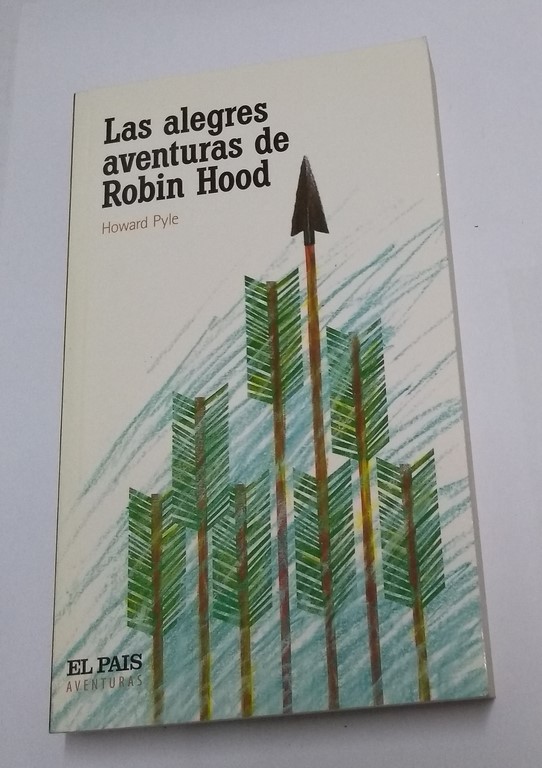 Las alegres
aventuras de
Robin Hood
Howard Pyle
EL PAIS
AVENTURAS